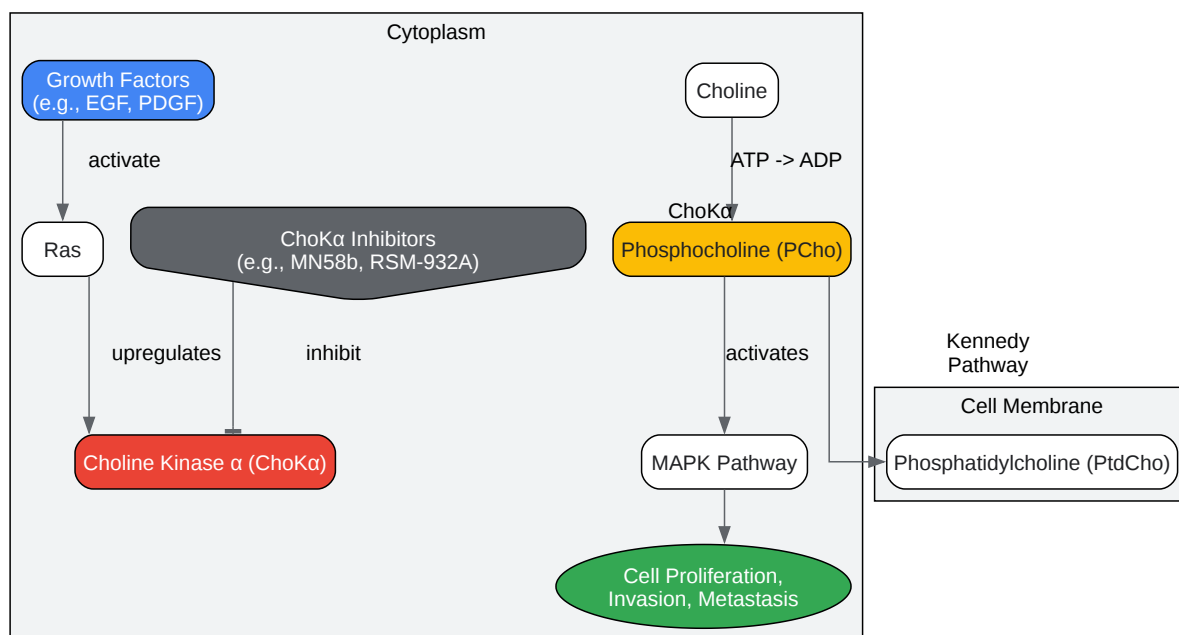 Cytoplasm
Growth Factors
(e.g., EGF, PDGF)
Choline
activate
ATP -> ADP
ChoKα
Ras
ChoKα Inhibitors
(e.g., MN58b, RSM-932A)
Phosphocholine (PCho)
upregulates
inhibit
activates
Kennedy
Pathway
Cell Membrane
Choline Kinase α (ChoKα)
MAPK Pathway
Phosphatidylcholine (PtdCho)
Cell Proliferation,
Invasion, Metastasis